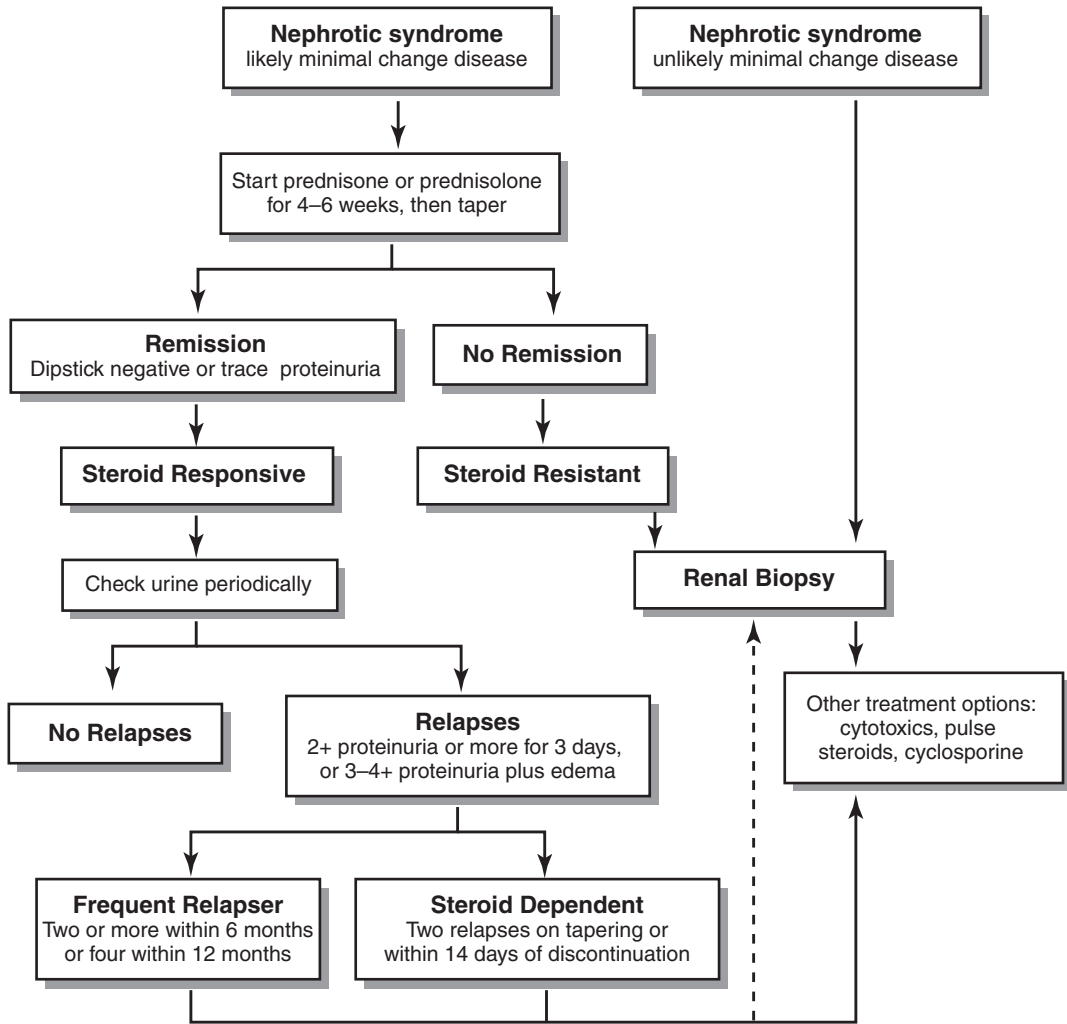 Nephrotic syndrome
likely minimal change disease
Nephrotic syndrome
unlikely minimal change disease
Start prednisone or prednisolone
for 4–6 weeks, then taper
Remission
Dipstick negative or trace proteinuria
No Remission
Steroid Responsive
Steroid Resistant
Check urine periodically
Renal Biopsy
No Relapses
Relapses
2+ proteinuria or more for 3 days,
or 3–4+ proteinuria plus edema
Other treatment options:
cytotoxics, pulse
steroids, cyclosporine
Frequent Relapser
Two or more within 6 months
or four within 12 months
Steroid Dependent
Two relapses on tapering or
within 14 days of discontinuation